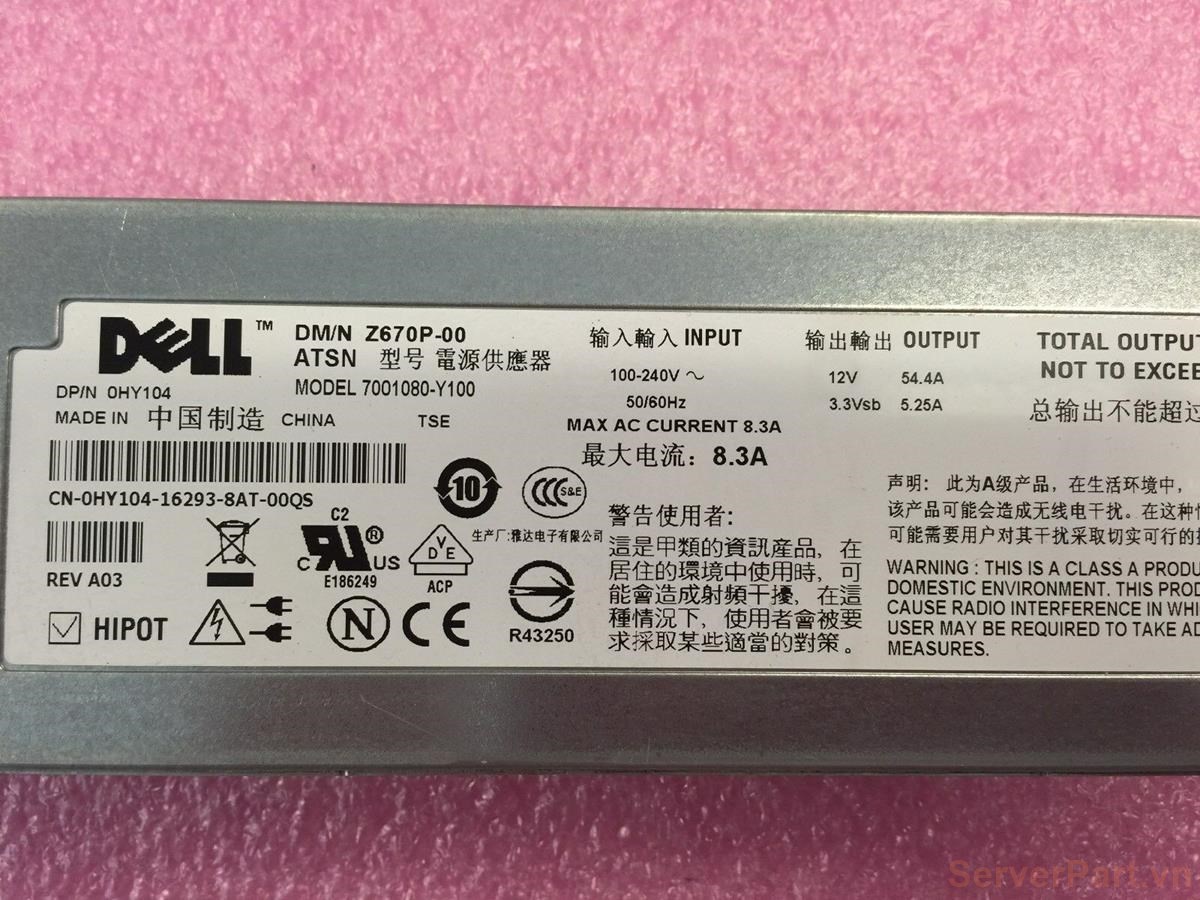 DELL™
DM/N Z670P-00
ATSN 型号 電源供應器
DP/N 0HY104
MODEL 7001080-Y100
MADE IN 中国制造 CHINA TSE
CN-0HY104-16293-8AT-00QS
REV A03
HIPOT
C2
C UL® US
E186249
VDE
ACP
10
CCC S&E
生产厂:雅达电子有限公司
N
CE
R43250
输入輸入 INPUT
100-240V ～
50/60Hz
MAX AC CURRENT 8.3A
最大电流：8.3A
输出輸出 OUTPUT
12V 54.4A
3.3Vsb 5.25A
TOTAL OUTPUT
NOT TO EXCEE
总输出不能超过
警告使用者:
這是甲類的資訊産品，在
居住的環境中使用時，可
能會造成射頻干擾，在這
種情況下，使用者會被要
求採取某些適當的對策。
声明：此为A级产品，在生活环境中，
该产品可能会造成无线电干扰。在这种
可能需要用户对其干扰采取切实可行的
WARNING : THIS IS A CLASS A PRODU
DOMESTIC ENVIRONMENT. THIS PROD
CAUSE RADIO INTERFERENCE IN WHI
USER MAY BE REQUIRED TO TAKE AD
MEASURES.
ServerPart.vn